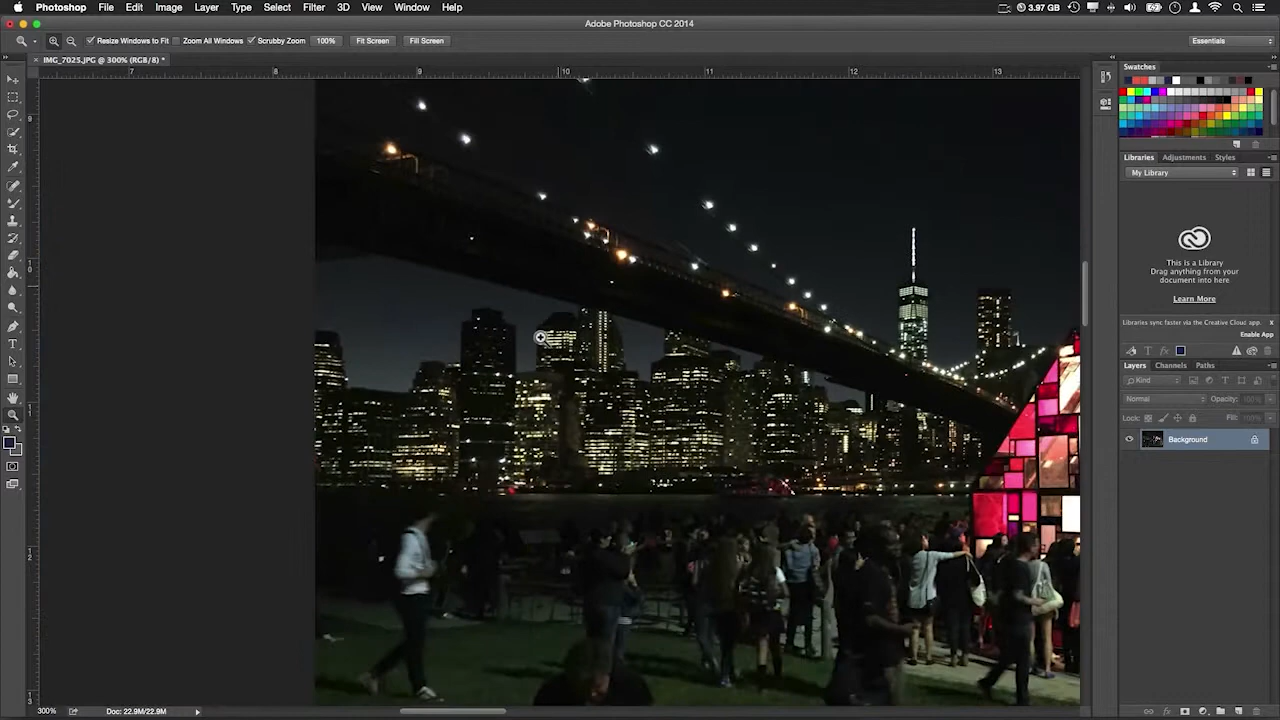 Photoshop File Edit Image Layer Type Select Filter 3D View Window Help 3.97 GB
Adobe Photoshop CC 2014
Resize Windows to Fit Zoom All Windows Scrubby Zoom 100% Fit Screen Fill Screen Essentials
IMG_7025.JPG @ 300% (RGB/8) *
7 8 9 10 11 12 13
Swatches
Libraries Adjustments Styles
My Library
This is a Library
Drag anything from your
document into here
Learn More
Libraries sync faster via the Creative Cloud app. x
Enable App
Layers Channels Paths
Kind
Normal Opacity: 100%
Lock: Fill: 100%
Background
300% Doc: 22.9M/22.9M